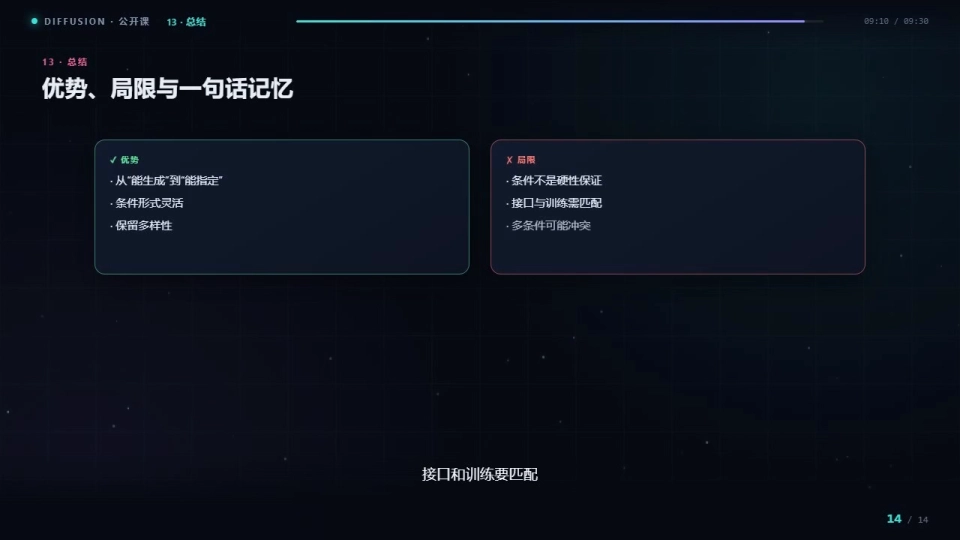 DIFFUSION · 公开课 13 · 总结 09:10 / 09:30
13 · 总结
优势、局限与一句话记忆
✓ 优势
· 从"能生成"到"能指定"
· 条件形式灵活
· 保留多样性
✗ 局限
· 条件不是硬性保证
· 接口与训练需匹配
· 多条件可能冲突
接口和训练要匹配
14 / 14